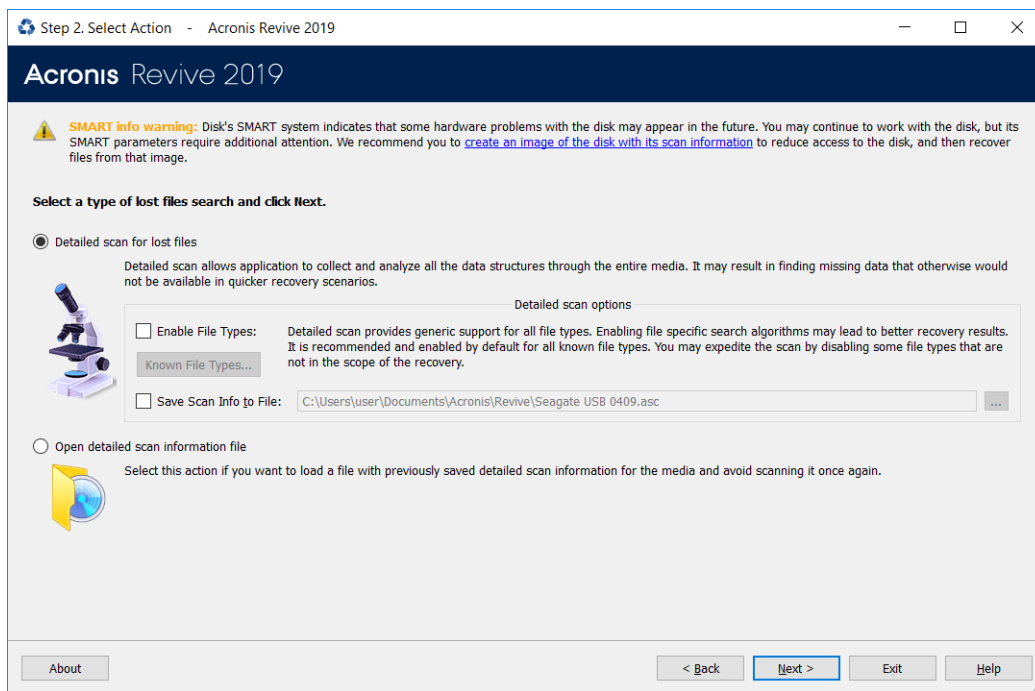 Step 2. Select Action - Acronis Revive 2019
Acronis Revive 2019
SMART info warning: Disk's SMART system indicates that some hardware problems with the disk may appear in the future. You may continue to work with the disk, but its
SMART parameters require additional attention. We recommend you to create an image of the disk with its scan information to reduce access to the disk, and then recover
files from that image.
Select a type of lost files search and click Next.
Detailed scan for lost files
Detailed scan allows application to collect and analyze all the data structures through the entire media. It may result in finding missing data that otherwise would
not be available in quicker recovery scenarios.
Detailed scan options
Enable File Types: Detailed scan provides generic support for all file types. Enabling file specific search algorithms may lead to better recovery results.
It is recommended and enabled by default for all known file types. You may expedite the scan by disabling some file types that are
Known File Types... not in the scope of the recovery.
Save Scan Info to File: C:\Users\user\Documents\Acronis\Revive\Seagate USB 0409.asc ...
Open detailed scan information file
Select this action if you want to load a file with previously saved detailed scan information for the media and avoid scanning it once again.
About < Back Next > Exit Help